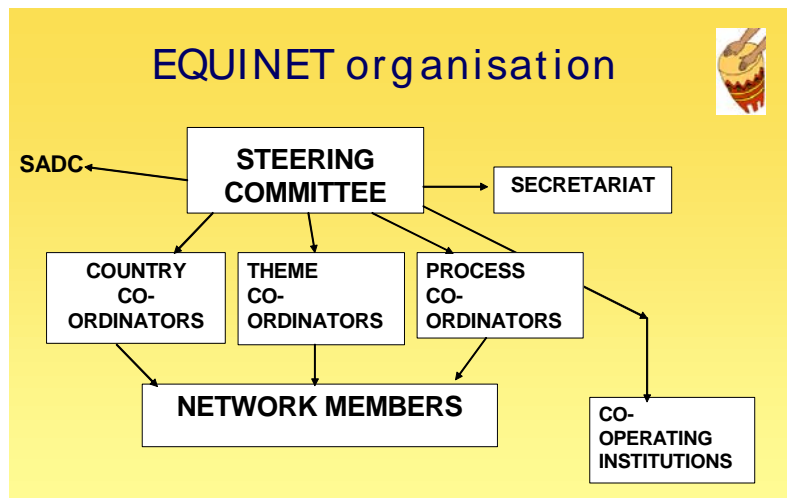 EQUINET organisation
SADC
STEERING
COMMITTEE
SECRETARIAT
COUNTRY
CO-
ORDINATORS
THEME
CO-
ORDINATORS
PROCESS
CO-
ORDINATORS
NETWORK MEMBERS
CO-
OPERATING
INSTITUTIONS